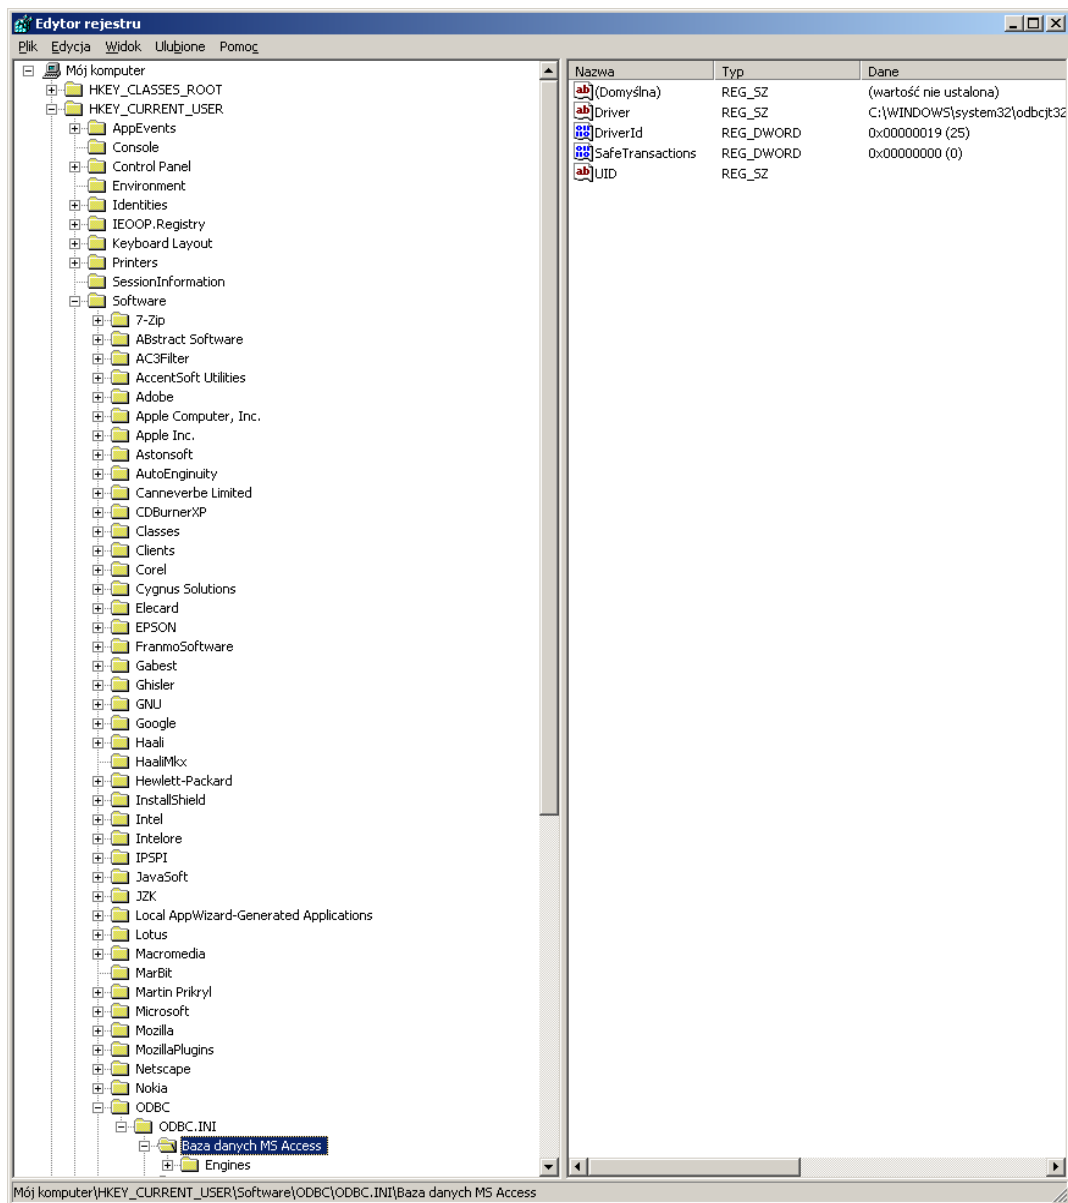 Edytor rejestru
Plik Edycja Widok Ulubione Pomoc
Mój komputer
HKEY_CLASSES_ROOT
HKEY_CURRENT_USER
AppEvents
Console
Control Panel
Environment
Identities
IEOOP.Registry
Keyboard Layout
Printers
SessionInformation
Software
7-Zip
ABstract Software
AC3Filter
AccentSoft Utilities
Adobe
Apple Computer, Inc.
Apple Inc.
Astonsoft
AutoEnginuity
Canneverbe Limited
CDBurnerXP
Classes
Clients
Corel
Cygnus Solutions
Elecard
EPSON
FranmoSoftware
Gabest
Ghisler
GNU
Google
Haali
HaaliMkx
Hewlett-Packard
InstallShield
Intel
Intelore
IPSPI
JavaSoft
JZK
Local AppWizard-Generated Applications
Lotus
Macromedia
MarBit
Martin Prikryl
Microsoft
Mozilla
MozillaPlugins
Netscape
Nokia
ODBC
ODBC.INI
Baza danych MS Access
Engines
Nazwa Typ Dane
(Domyślna) REG_SZ (wartość nie ustalona)
Driver REG_SZ C:\WINDOWS\system32\odbcjt32
DriverId REG_DWORD 0x00000019 (25)
SafeTransactions REG_DWORD 0x00000000 (0)
UID REG_SZ
Mój komputer\HKEY_CURRENT_USER\Software\ODBC\ODBC.INI\Baza danych MS Access